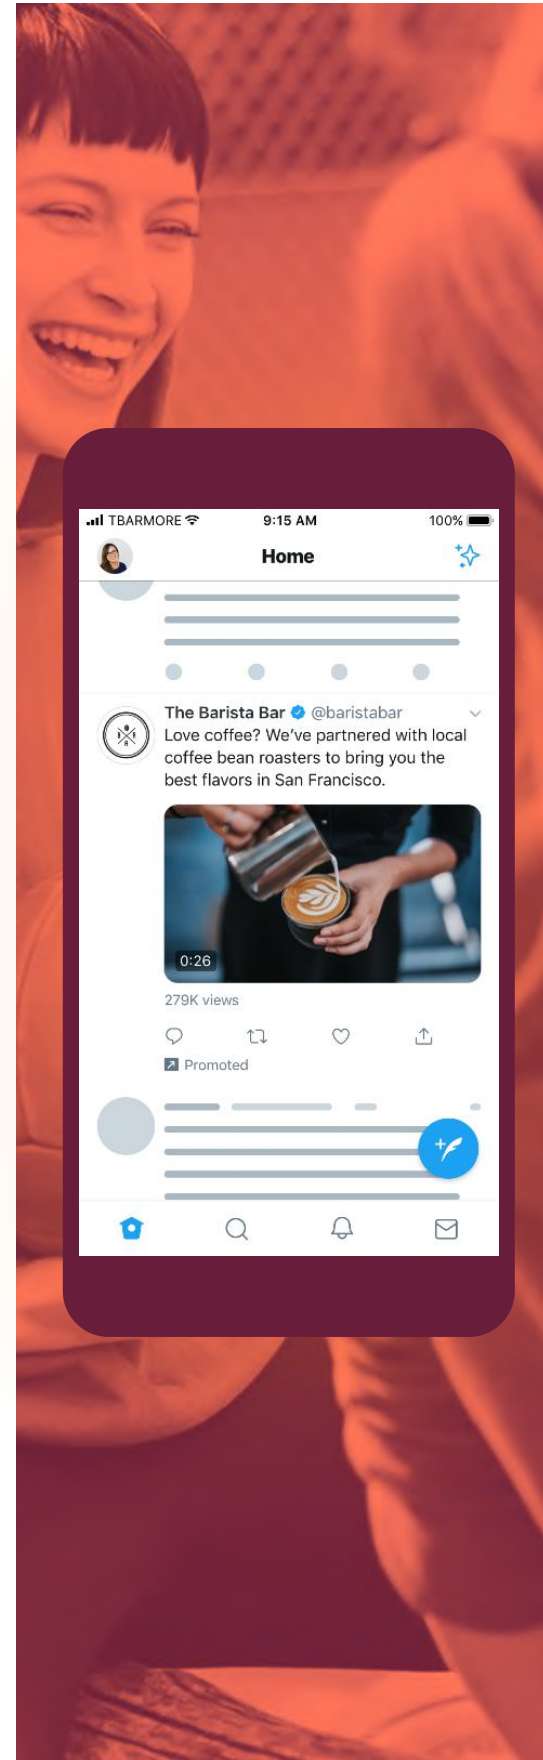 TBARMORE 9:15 AM 100%
Home
The Barista Bar @baristabar
Love coffee? We've partnered with local
coffee bean roasters to bring you the
best flavors in San Francisco.
0:26
279K views
Promoted